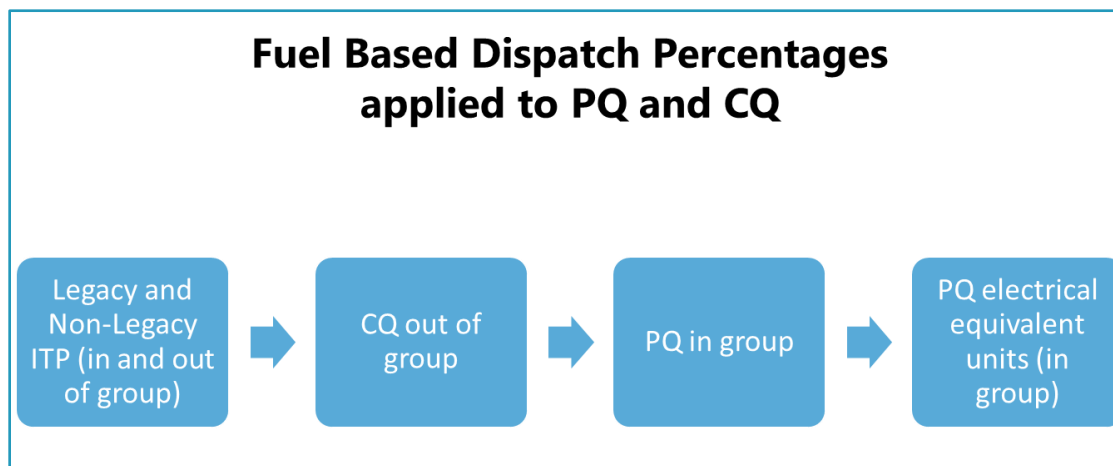 Fuel Based Dispatch Percentages
applied to PQ and CQ
Legacy and
Non-Legacy
ITP (in and out
of group)
CQ out of
group
PQ in group
PQ electrical
equivalent
units (in
group)